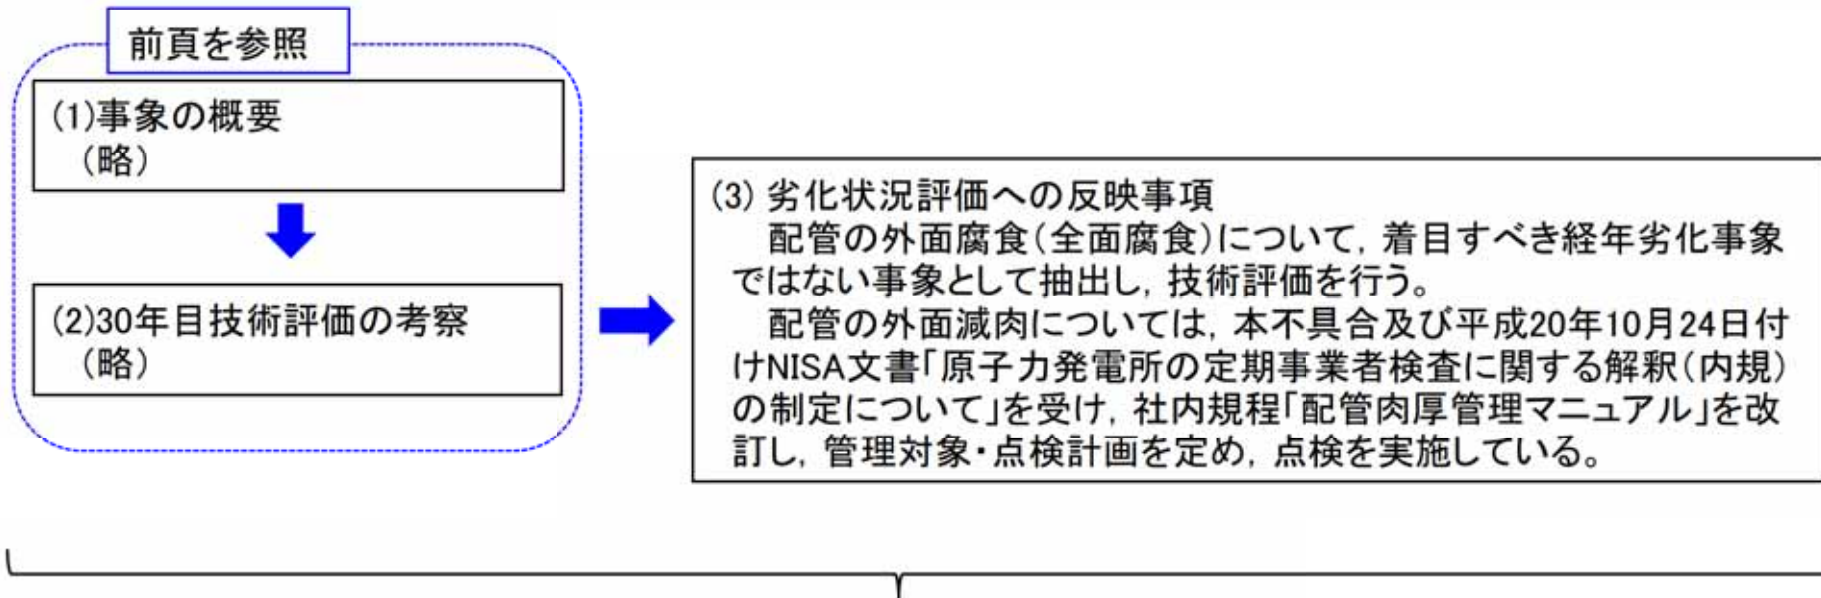 前頁を参照
(1)事象の概要
(略)
(2)30年目技術評価の考察
(略)
(3) 劣化状況評価への反映事項
配管の外面腐食(全面腐食)について，着目すべき経年劣化事象
ではない事象として抽出し，技術評価を行う。
配管の外面減肉については，本不具合及び平成20年10月24日付
けNISA文書「原子力発電所の定期事業者検査に関する解釈(内規)
の制定について」を受け，社内規程「配管肉厚管理マニュアル」を改
訂し，管理対象・点検計画を定め，点検を実施している。